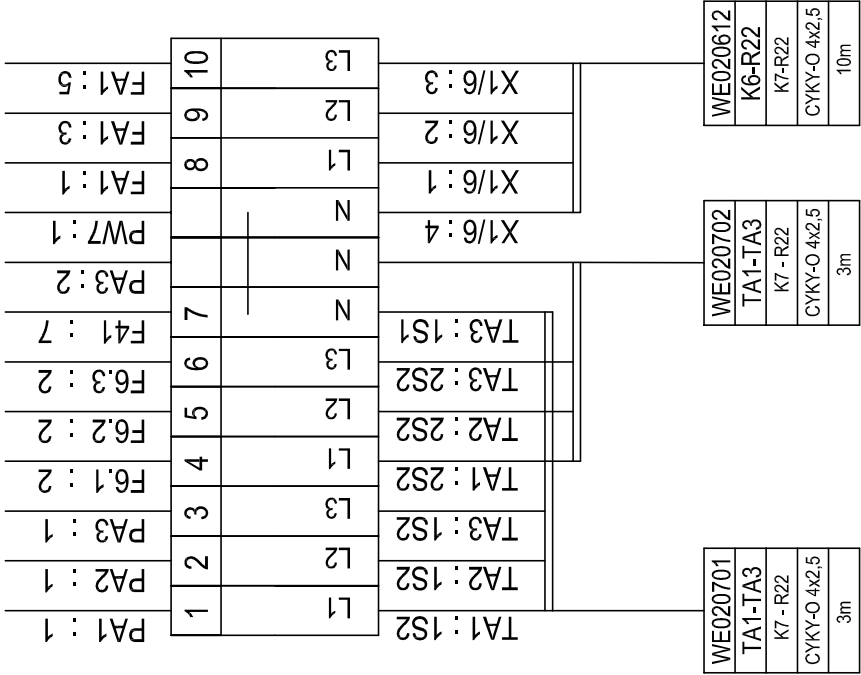 FA1 : 5
10
L3
X1/6 : 3
FA1 : 3
9
L2
X1/6 : 2
FA1 : 1
8
L1
X1/6 : 1
PW7 : 1
N
X1/6 : 4
PA3 : 2
N
F41 : 7
7
N
TA3 : 1S1
F6.3 : 2
6
L3
TA3 : 2S2
F6.2 : 2
5
L2
TA2 : 2S2
F6.1 : 2
4
L1
TA1 : 2S2
PA3 : 1
3
L3
TA3 : 1S2
PA2 : 1
2
L2
TA2 : 1S2
PA1 : 1
1
L1
TA1 : 1S2
WE020612
K6-R22
K7-R22
CYKY-O 4x2,5
10m
WE020702
TA1-TA3
K7 - R22
CYKY-O 4x2,5
3m
WE020701
TA1-TA3
K7 - R22
CYKY-O 4x2,5
3m